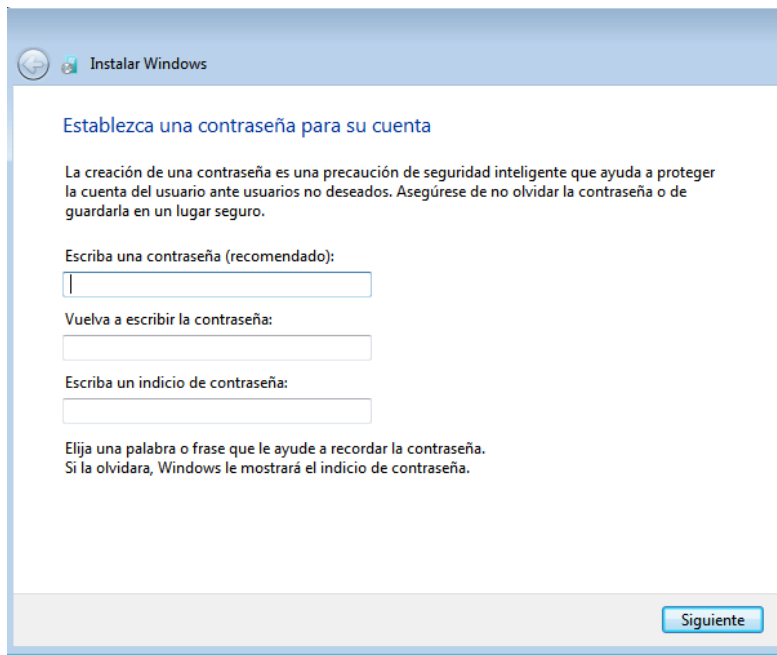 Instalar Windows
Establezca una contraseña para su cuenta
La creación de una contraseña es una precaución de seguridad inteligente que ayuda a proteger
la cuenta del usuario ante usuarios no deseados. Asegúrese de no olvidar la contraseña o de
guardarla en un lugar seguro.
Escriba una contraseña (recomendado):
Vuelva a escribir la contraseña:
Escriba un indicio de contraseña:
Elija una palabra o frase que le ayude a recordar la contraseña.
Si la olvidara, Windows le mostrará el indicio de contraseña.
Siguiente